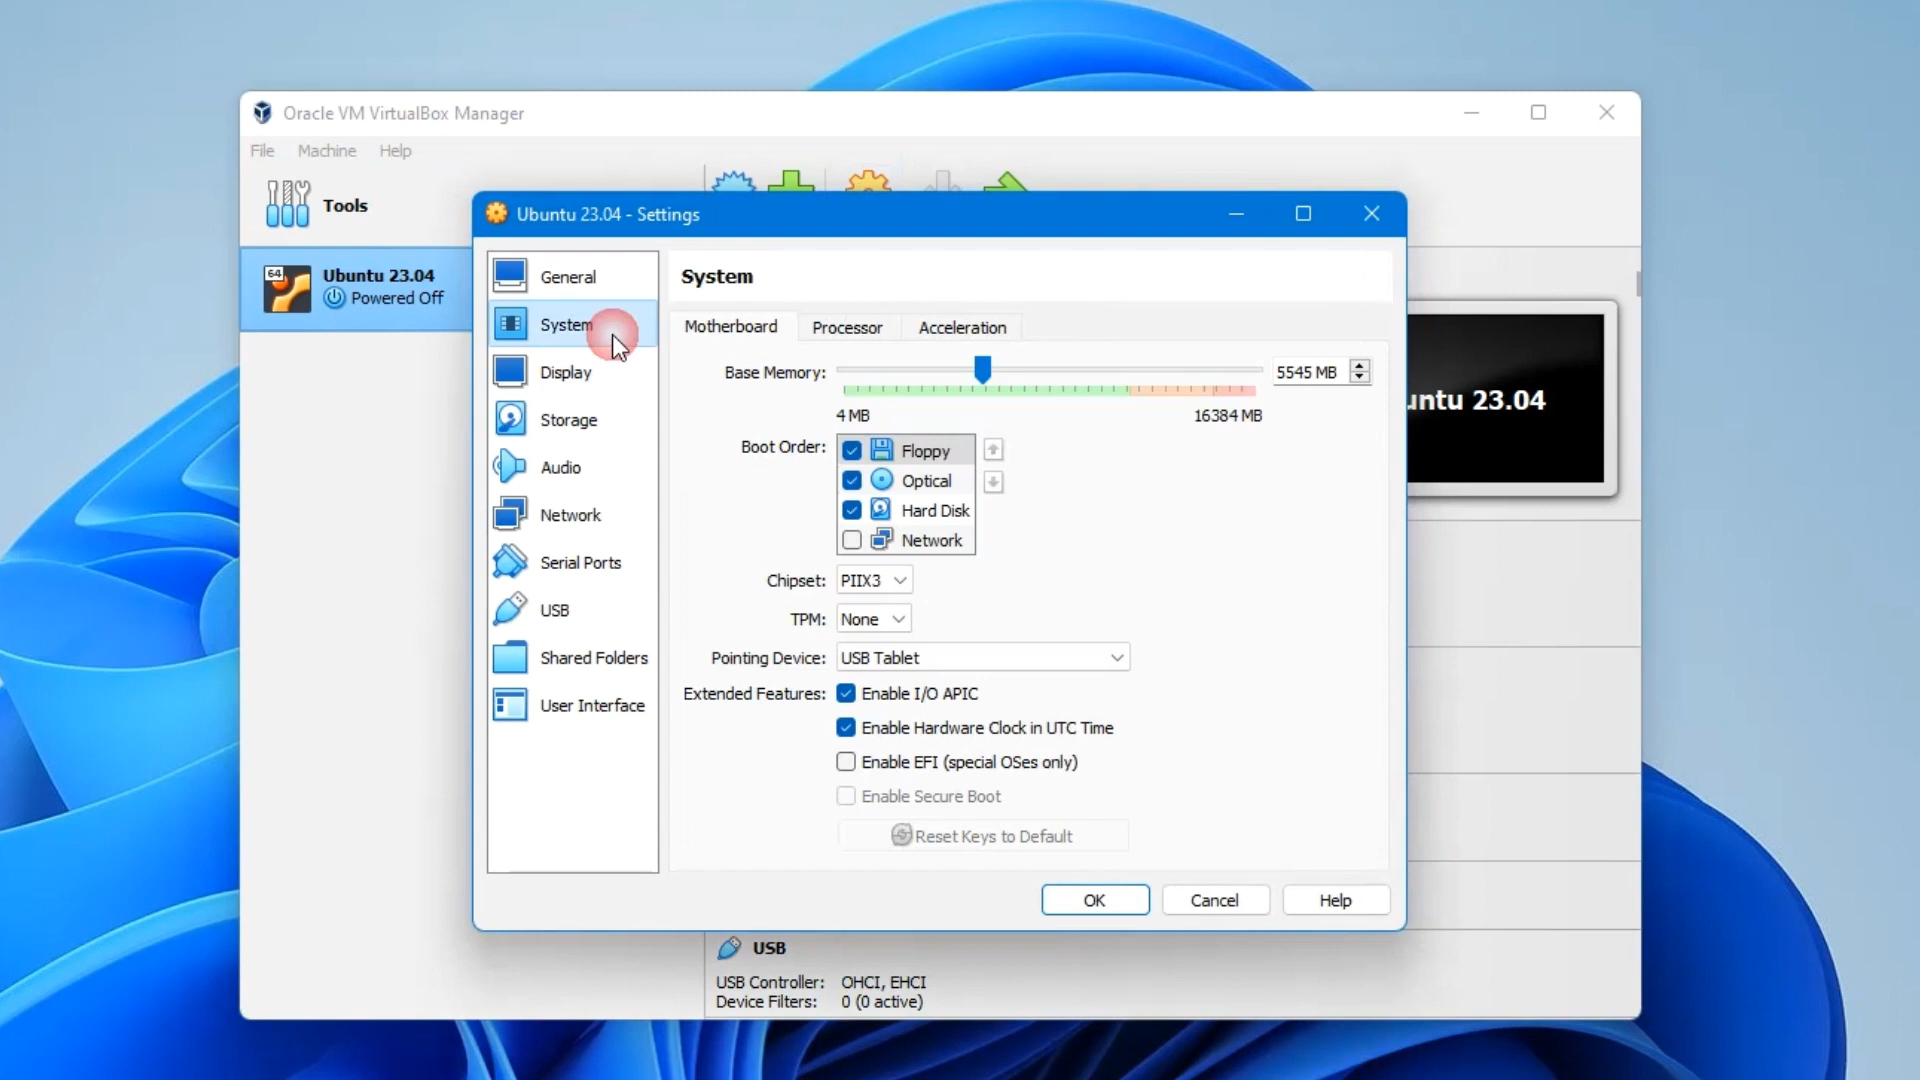 Oracle VM VirtualBox Manager
File Machine Help
Tools
64
Ubuntu 23.04
Powered Off
Ubuntu 23.04 - Settings
General
System
Display
Storage
Audio
Network
Serial Ports
USB
Shared Folders
User Interface
System
Motherboard Processor Acceleration
Base Memory: 5545 MB
4 MB 16384 MB
Boot Order: Floppy
Optical
Hard Disk
Network
Chipset: PIIX3
TPM: None
Pointing Device: USB Tablet
Extended Features: Enable I/O APIC
Enable Hardware Clock in UTC Time
Enable EFI (special OSes only)
Enable Secure Boot
Reset Keys to Default
OK Cancel Help
untu 23.04
USB
USB Controller: OHCI, EHCI
Device Filters: 0 (0 active)